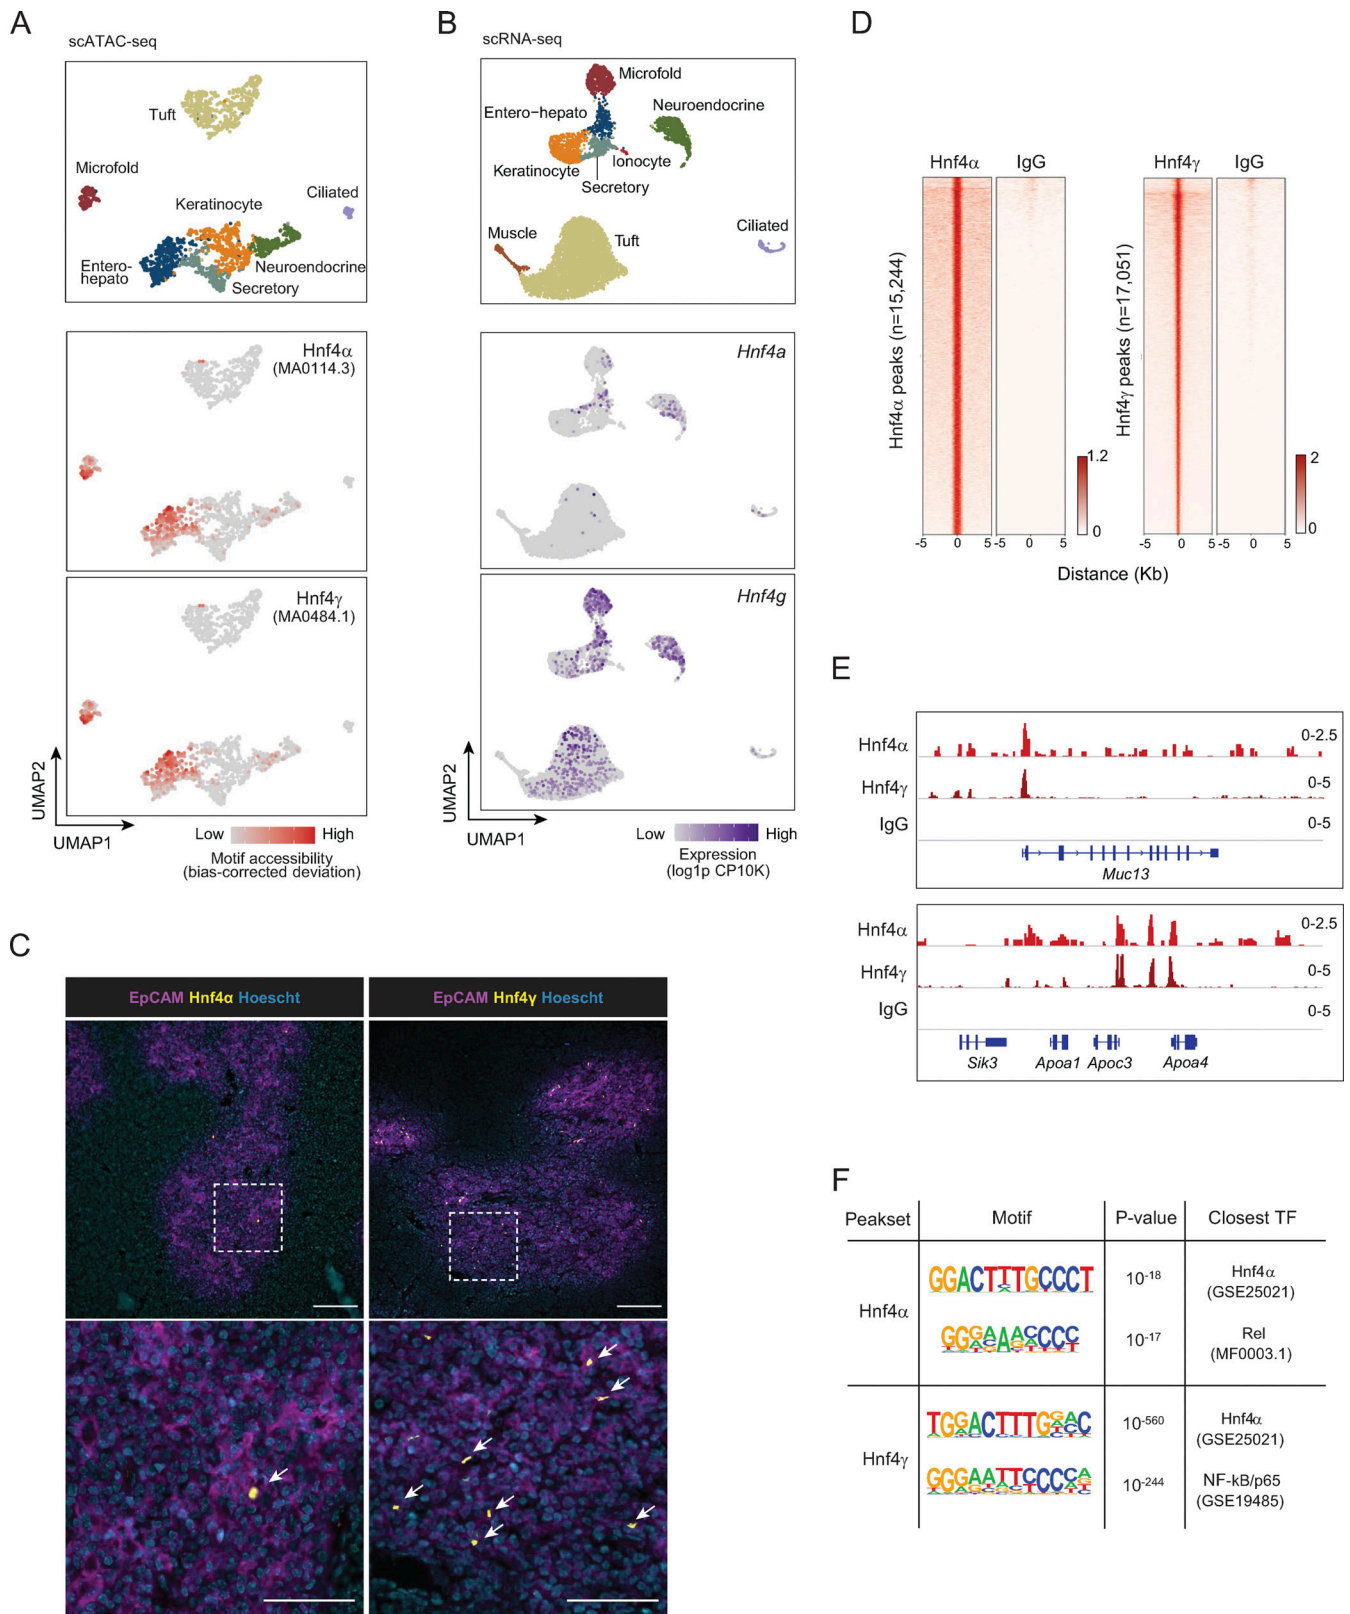 A
scATAC-seq
Tuft
Microfold
Keratinocyte
Ciliated
Entero-
hepato
Neuroendocrine
Secretory
Hnf4α
(MA0114.3)
Hnf4γ
(MA0484.1)
UMAP2
UMAP1
Low
High
Motif accessibility
(bias-corrected deviation)
B
scRNA-seq
Microfold
Entero-hepato
Neuroendocrine
Keratinocyte
Ionocyte
Secretory
Muscle
Tuft
Ciliated
Hnf4a
Hnf4g
UMAP2
UMAP1
Low
High
Expression
(log1p CP10K)
C
EpCAM Hnf4α Hoescht
EpCAM Hnf4γ Hoescht
D
Hnf4α
IgG
Hnf4γ
IgG
Hnf4α peaks (n=15,244)
Hnf4γ peaks (n=17,051)
1.2
0
2
0
-5 0 5 -5 0 5
-5 0 5 -5 0 5
Distance (Kb)
E
Hnf4α
0-2.5
Hnf4γ
0-5
IgG
0-5
Muc13
Hnf4α
0-2.5
Hnf4γ
0-5
IgG
0-5
Sik3 Apoa1 Apoc3 Apoa4
F
Peakset Motif P-value Closest TF
Hnf4α
GGACTTTGCCCT
10-18
Hnf4α
(GSE25021)
GGGAAACCCC
10-17
Rel
(MF0003.1)
Hnf4γ
TGGACTTTGGAC
10-560
Hnf4α
(GSE25021)
GGGAATTCCCCA
10-244
NF-kB/p65
(GSE19485)